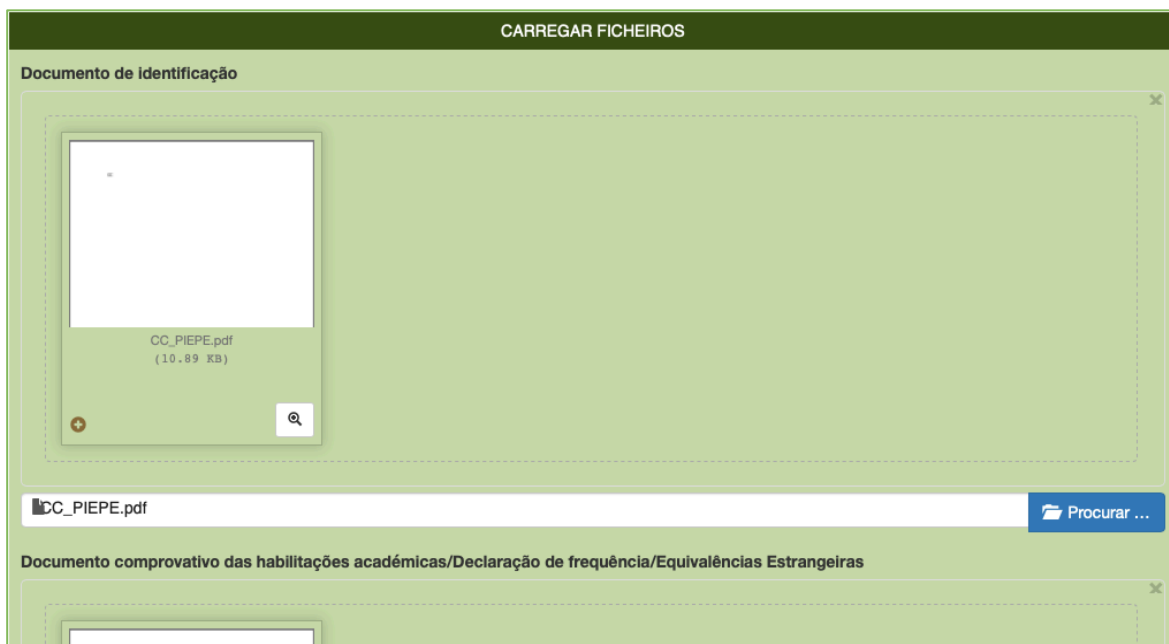 CARREGAR FICHEIROS
Documento de identificação
CC_PIEPE.pdf
(10.89 KB)
CC_PIEPE.pdf
Procurar ...
Documento comprovativo das habilitações académicas/Declaração de frequência/Equivalências Estrangeiras